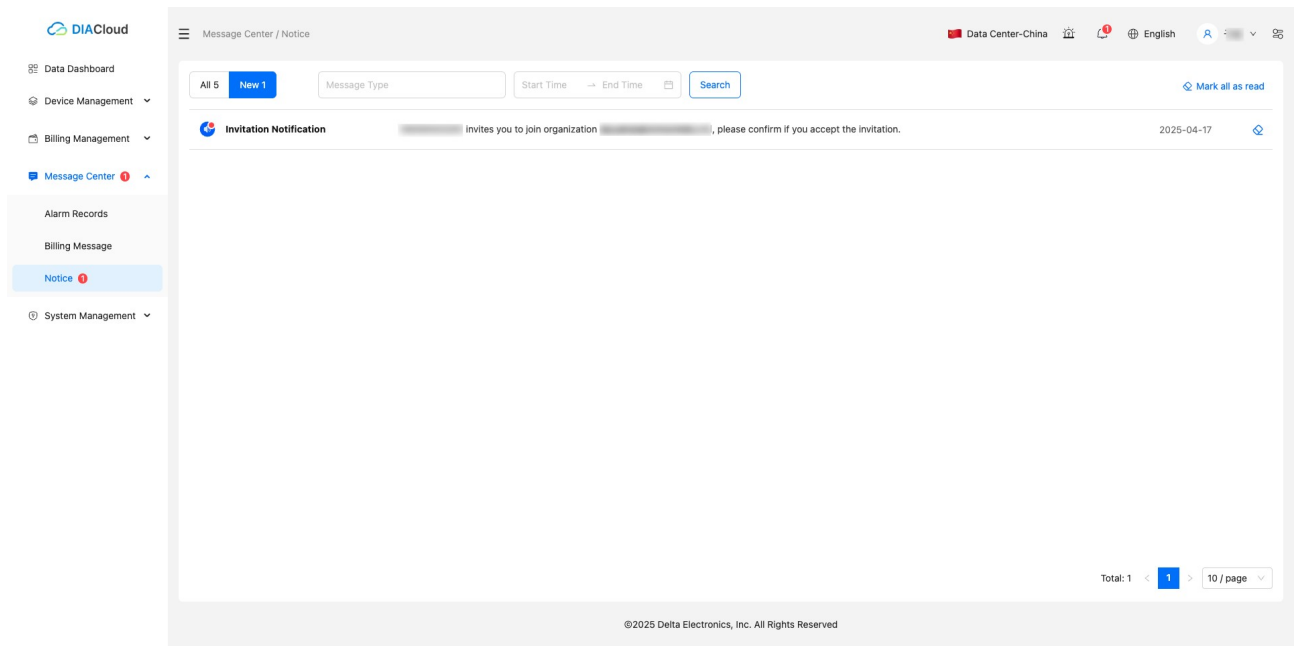 DIACloud
Data Dashboard
Device Management
Billing Management
Message Center 1
Alarm Records
Billing Message
Notice 1
System Management
Message Center / Notice
Data Center-China
1
English
All 5
New 1
Message Type
Start Time → End Time
Search
Mark all as read
Invitation Notification
invites you to join organization , please confirm if you accept the invitation.
2025-04-17
Total: 1 < 1 > 10 / page
©2025 Delta Electronics, Inc. All Rights Reserved